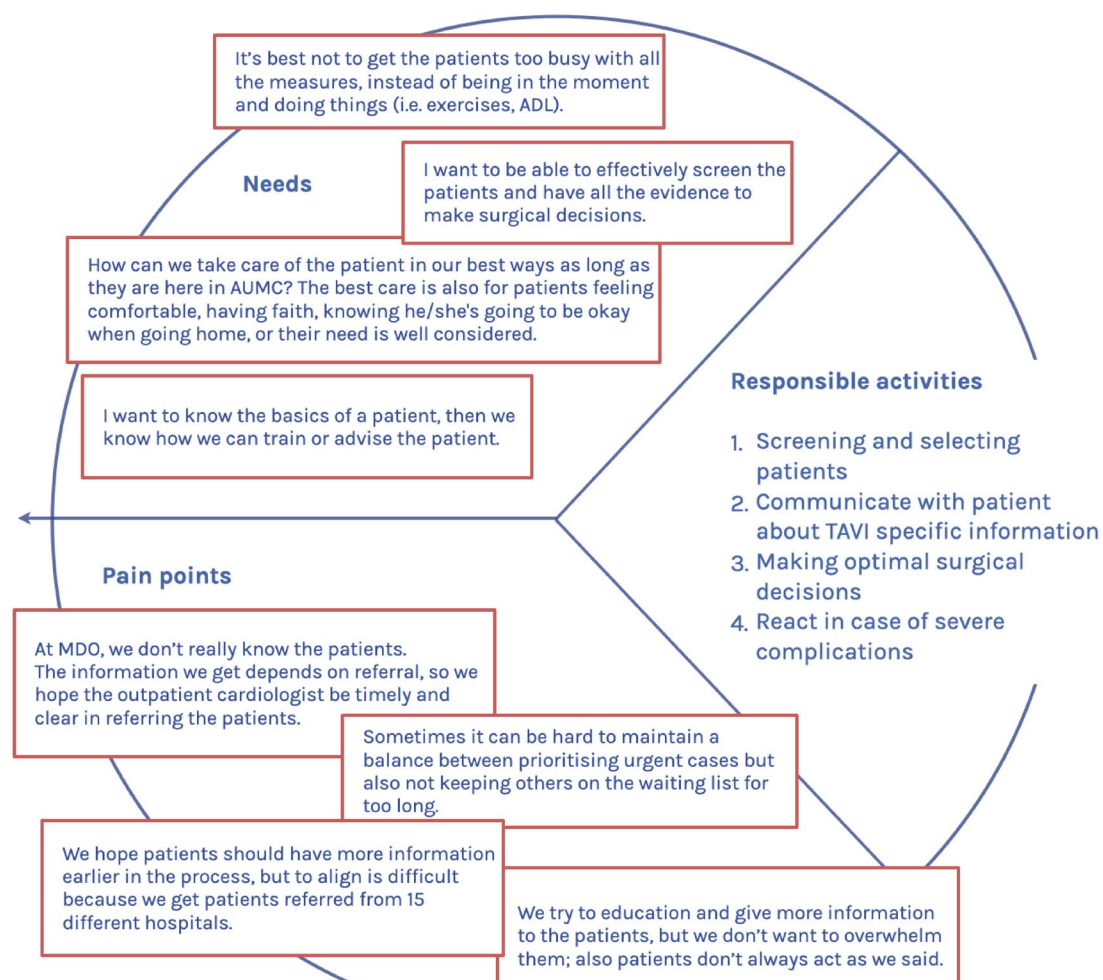 It's best not to get the patients too busy with all
the measures, instead of being in the moment
and doing things (i.e. exercises, ADL).
Needs
I want to be able to effectively screen the
patients and have all the evidence to
make surgical decisions.
How can we take care of the patient in our best ways as long as
they are here in AUMC? The best care is also for patients feeling
comfortable, having faith, knowing he/she's going to be okay
when going home, or their need is well considered.
I want to know the basics of a patient, then we
know how we can train or advise the patient.
Responsible activities
1. Screening and selecting
patients
2. Communicate with patient
about TAVI specific information
3. Making optimal surgical
decisions
4. React in case of severe
complications
Pain points
At MDO, we don't really know the patients.
The information we get depends on referral, so we
hope the outpatient cardiologist be timely and
clear in referring the patients.
Sometimes it can be hard to maintain a
balance between prioritising urgent cases but
also not keeping others on the waiting list for
too long.
We hope patients should have more information
earlier in the process, but to align is difficult
because we get patients referred from 15
different hospitals.
We try to education and give more information
to the patients, but we don't want to overwhelm
them; also patients don't always act as we said.